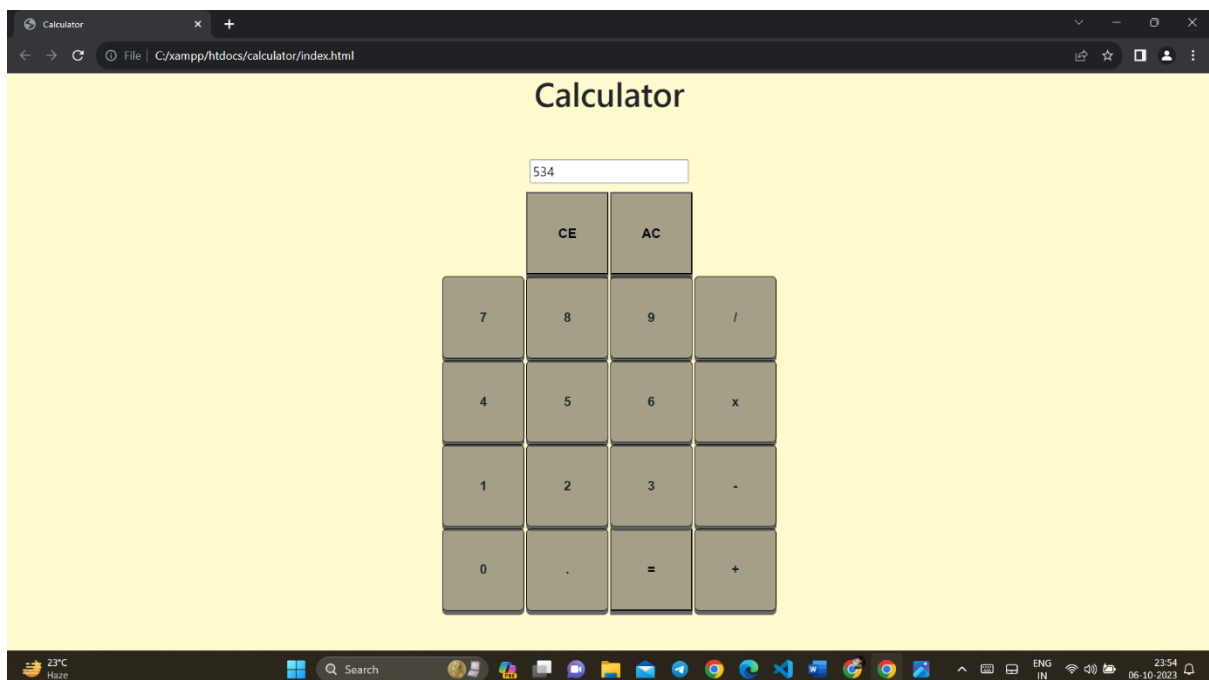 Calculator
File | C:/xampp/htdocs/calculator/index.html
Calculator
534
CE AC
7 8 9 /
4 5 6 x
1 2 3 -
0 . = +
23°C
Haze
Search
PRE
ENG
IN
23:54
06-10-2023